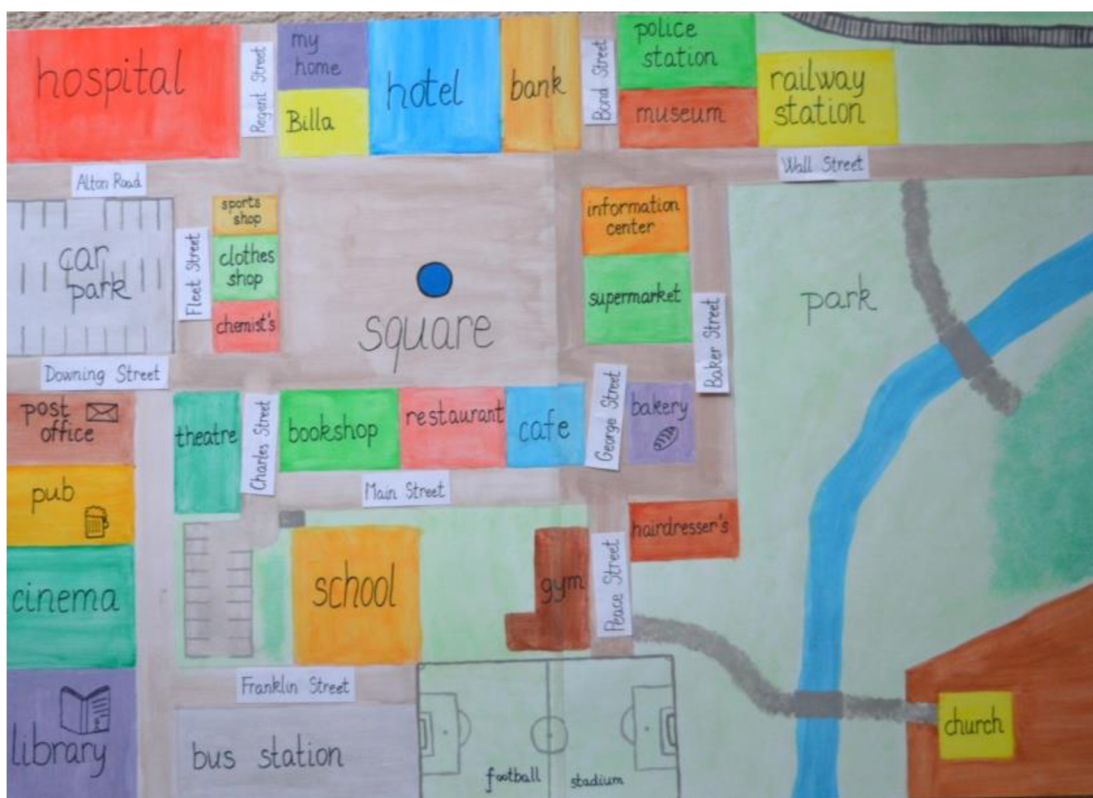 hospital
Regent Street
my
home
Billa
hotel
bank
Bond Street
police
station
museum
railway
station
Wall Street
Alton Road
car
park
Fleet Street
sports
shop
clothes
shop
chemist's
square
information
center
supermarket
Baker Street
park
Downing Street
post
office
theatre
Charles Street
bookshop
restaurant
cafe
George Street
bakery
pub
Main Street
hairdresser's
cinema
school
gym
Peace Street
Franklin Street
library
bus station
football stadium
church